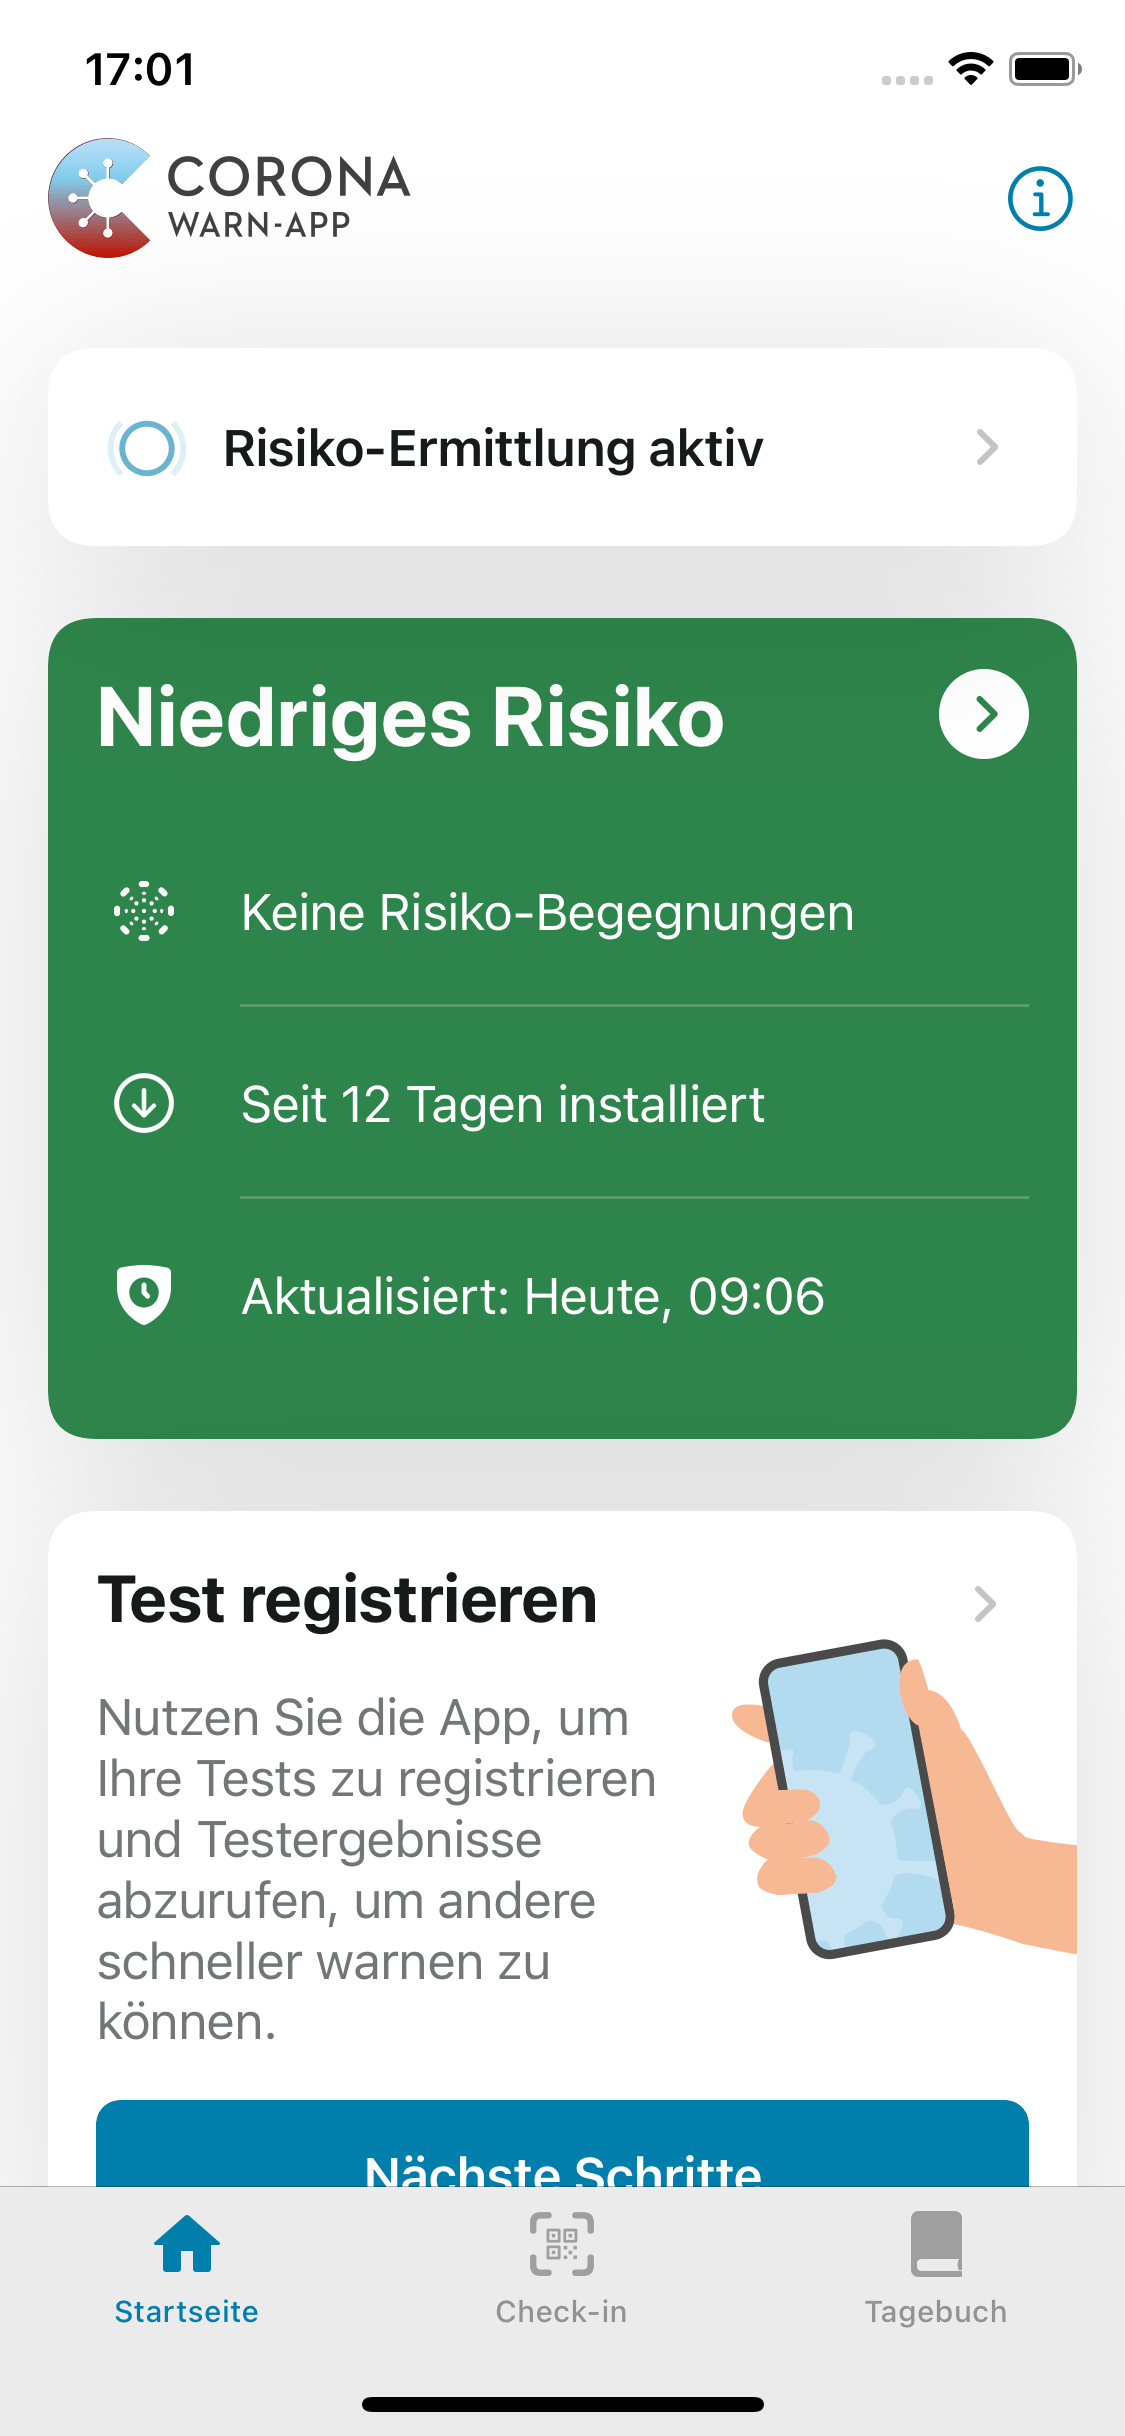 17:01
CORONA
WARN-APP
Risiko-Ermittlung aktiv
Niedriges Risiko
Keine Risiko-Begegnungen
Seit 12 Tagen installiert
Aktualisiert: Heute, 09:06
Test registrieren
Nutzen Sie die App, um
Ihre Tests zu registrieren
und Testergebnisse
abzurufen, um andere
schneller warnen zu
können.
Nächste Schritte
Startseite
Check-in
Tagebuch